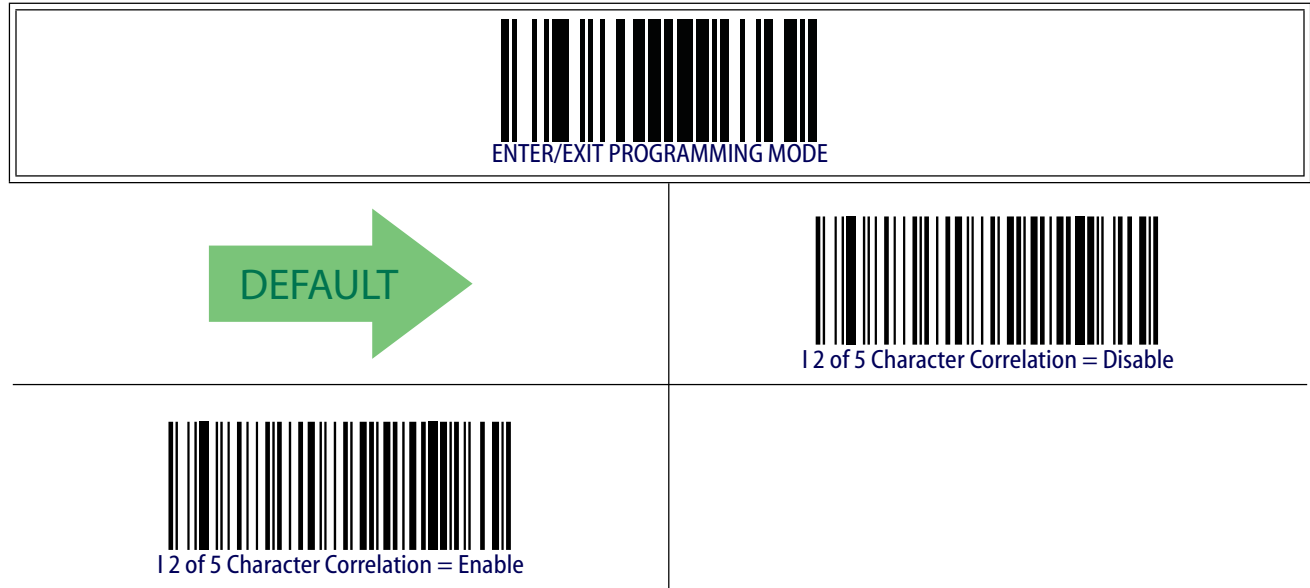 ENTER/EXIT PROGRAMMING MODE
DEFAULT
I 2 of 5 Character Correlation = Disable
I 2 of 5 Character Correlation = Enable